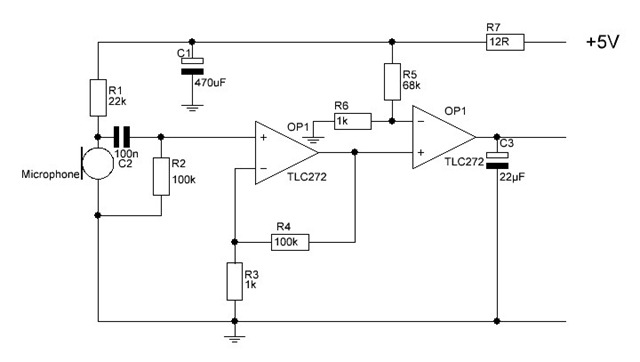 R7
12R
+5V
C1
470uF
R1
22k
R5
68k
R6
1k
OP1
OP1
+
−
−
+
TLC272
TLC272
100n
C2
R2
100k
Microphone
C3
22µF
R4
100k
R3
1k